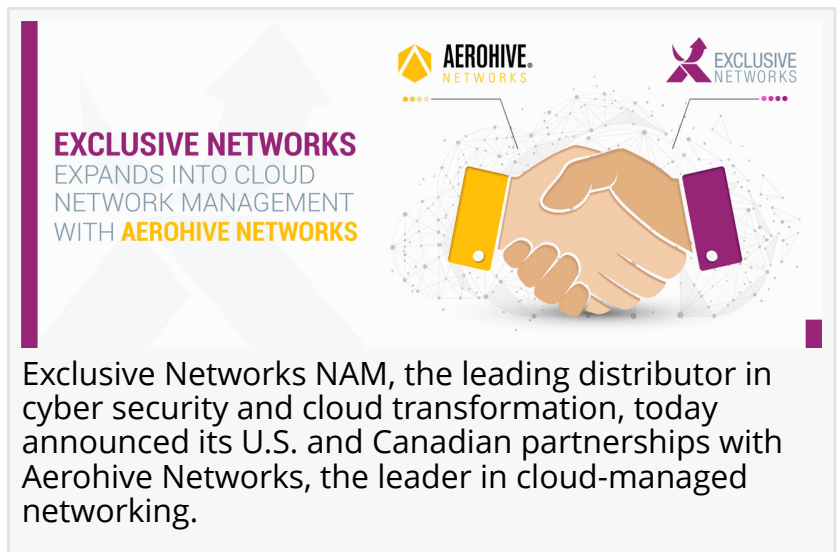 AEROHIVE®
NETWORKS
EXCLUSIVE
NETWORKS
EXCLUSIVE NETWORKS
EXPANDS INTO CLOUD
NETWORK MANAGEMENT
WITH AEROHIVE NETWORKS
Exclusive Networks NAM, the leading distributor in
cyber security and cloud transformation, today
announced its U.S. and Canadian partnerships with
Aerohive Networks, the leader in cloud-managed
networking.